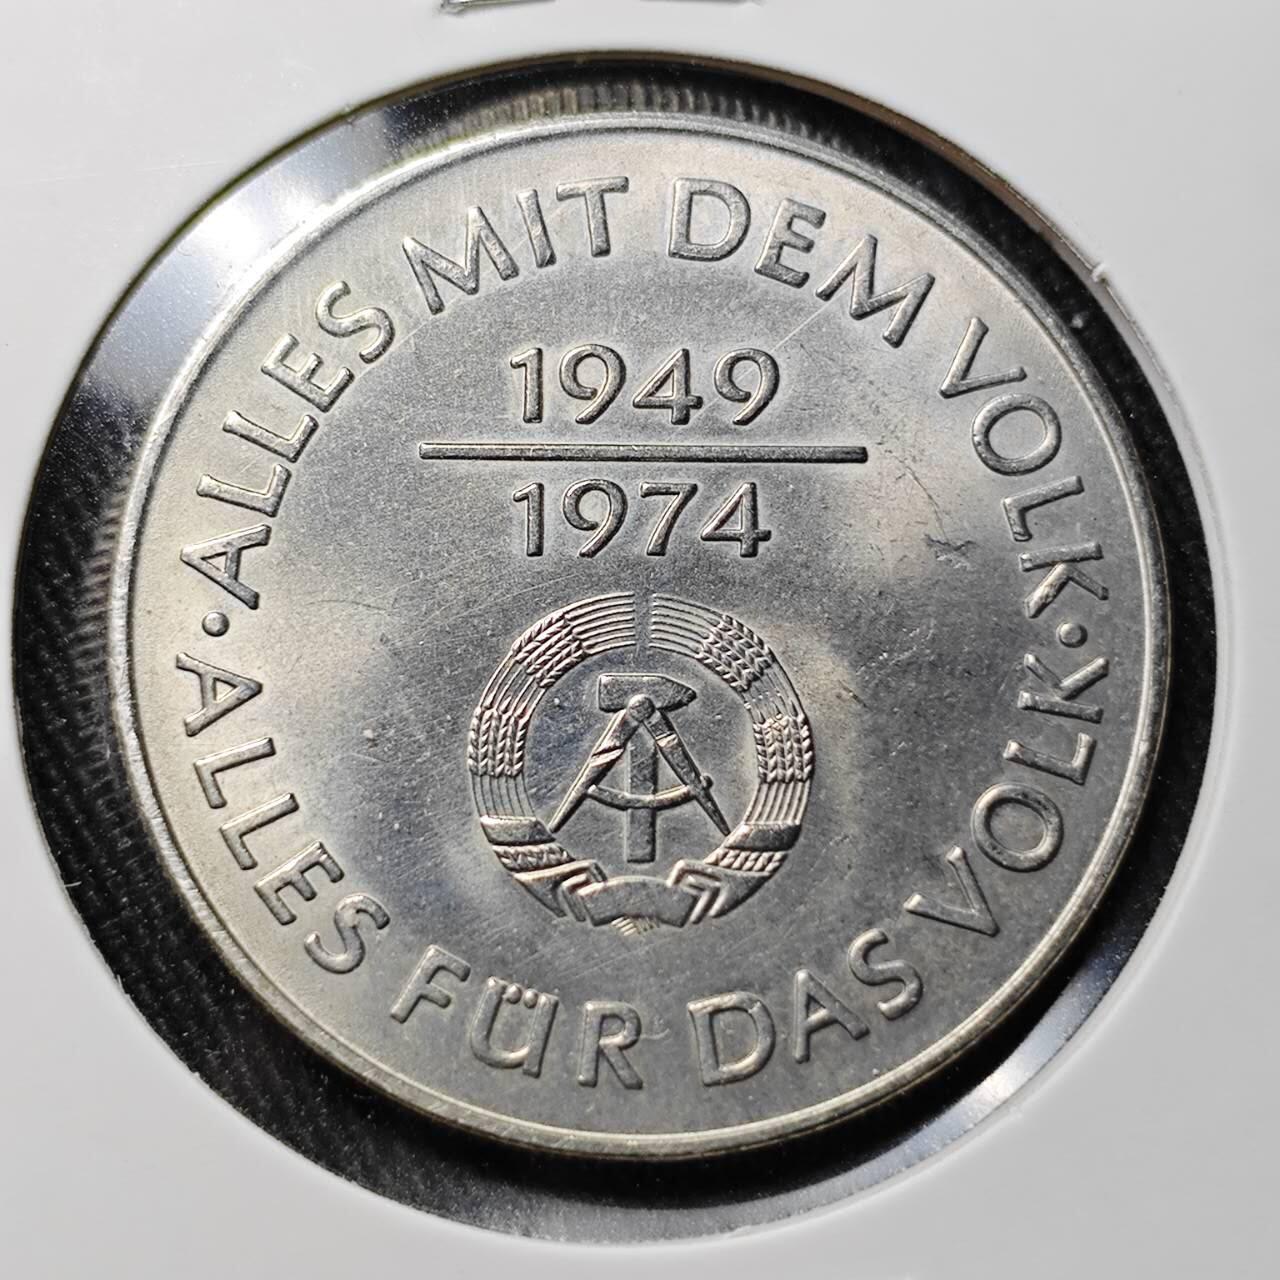 ALLES MIT DEM VOLK
1949
1974
ALLES FÜR DAS VOLK